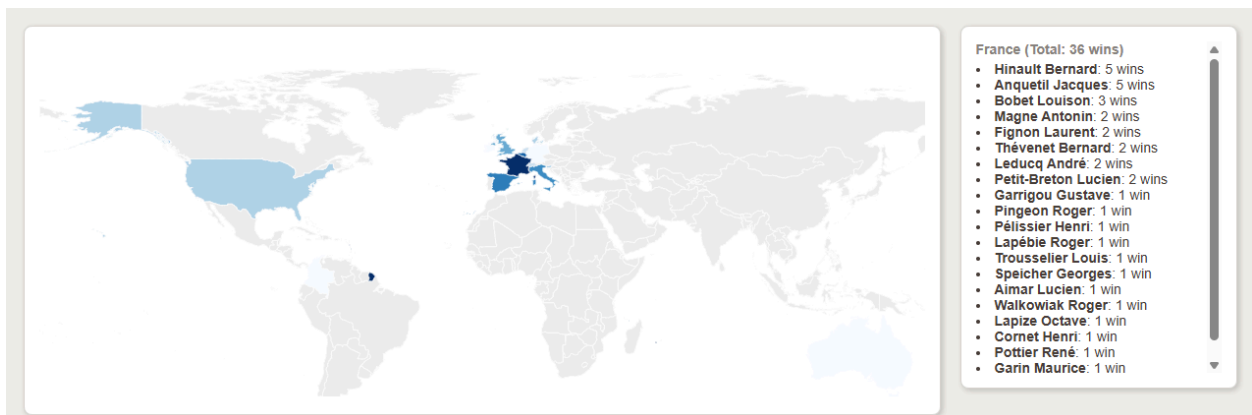 France (Total: 36 wins)
• Hinault Bernard: 5 wins
• Anquetil Jacques: 5 wins
• Bobet Louison: 3 wins
• Magne Antonin: 2 wins
• Fignon Laurent: 2 wins
• Thévenet Bernard: 2 wins
• Leducq André: 2 wins
• Petit-Breton Lucien: 2 wins
• Garrigou Gustave: 1 win
• Pingeon Roger: 1 win
• Pélissier Henri: 1 win
• Lapébie Roger: 1 win
• Trousselier Louis: 1 win
• Speicher Georges: 1 win
• Aimar Lucien: 1 win
• Walkowiak Roger: 1 win
• Lapize Octave: 1 win
• Cornet Henri: 1 win
• Pottier René: 1 win
• Garin Maurice: 1 win